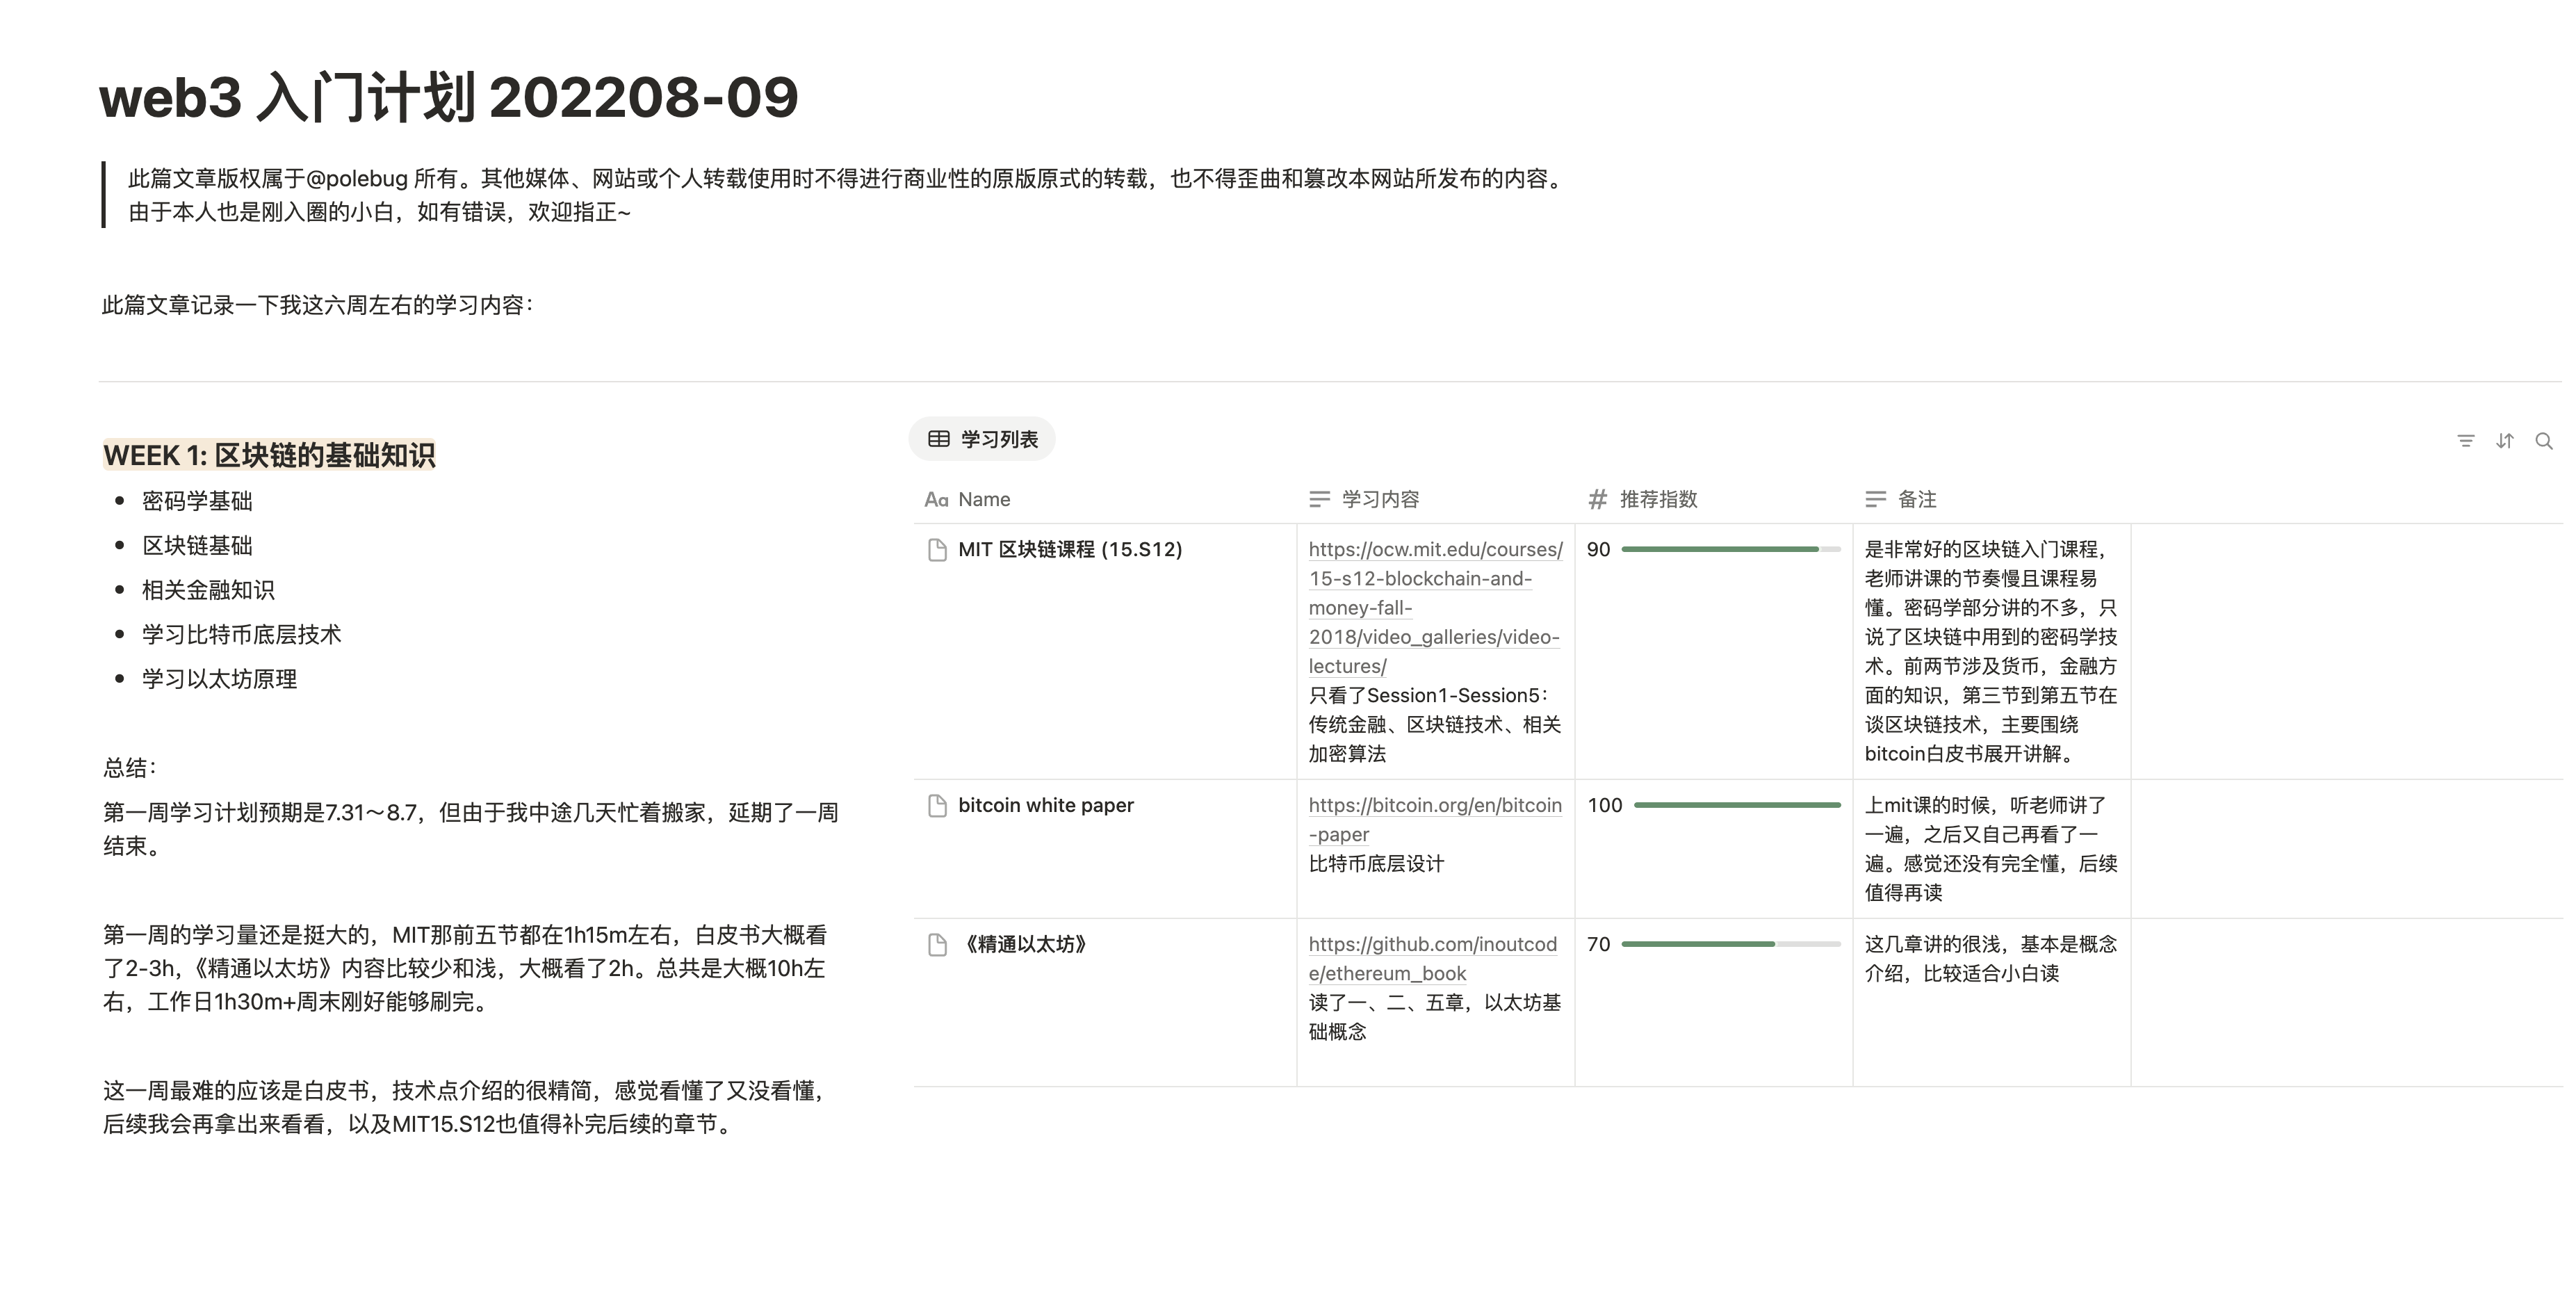 web3 入门计划 202208-09
此篇文章版权属于@polebug 所有。其他媒体、网站或个人转载使用时不得进行商业性的原版原式的转载，也不得歪曲和篡改本网站所发布的内容。
由于本人也是刚入圈的小白，如有错误，欢迎指正~
此篇文章记录一下我这六周左右的学习内容：
WEEK 1: 区块链的基础知识
• 密码学基础
• 区块链基础
• 相关金融知识
• 学习比特币底层技术
• 学习以太坊原理
总结：
第一周学习计划预期是7.31～8.7，但由于我中途几天忙着搬家，延期了一周
结束。
第一周的学习量还是挺大的，MIT那前五节都在1h15m左右，白皮书大概看
了2-3h，《精通以太坊》内容比较少和浅，大概看了2h。总共是大概10h左
右，工作日1h30m+周末刚好能够刷完。
这一周最难的应该是白皮书，技术点介绍的很精简，感觉看懂了又没看懂，
后续我会再拿出来看看，以及MIT15.S12也值得补完后续的章节。
学习列表
Aa Name
学习内容
# 推荐指数
备注
MIT 区块链课程 (15.S12)
https://ocw.mit.edu/courses/
15-s12-blockchain-and-
money-fall-
2018/video_galleries/video-
lectures/
只看了Session1-Session5：
传统金融、区块链技术、相关
加密算法
90
是非常好的区块链入门课程，
老师讲课的节奏慢且课程易
懂。密码学部分讲的不多，只
说了区块链中用到的密码学技
术。前两节涉及货币，金融方
面的知识，第三节到第五节在
谈区块链技术，主要围绕
bitcoin白皮书展开讲解。
bitcoin white paper
https://bitcoin.org/en/bitcoin
-paper
比特币底层设计
100
上mit课的时候，听老师讲了
一遍，之后又自己再看了一
遍。感觉还没有完全懂，后续
值得再读
《精通以太坊》
https://github.com/inoutcod
e/ethereum_book
读了一、二、五章，以太坊基
础概念
70
这几章讲的很浅，基本是概念
介绍，比较适合小白读